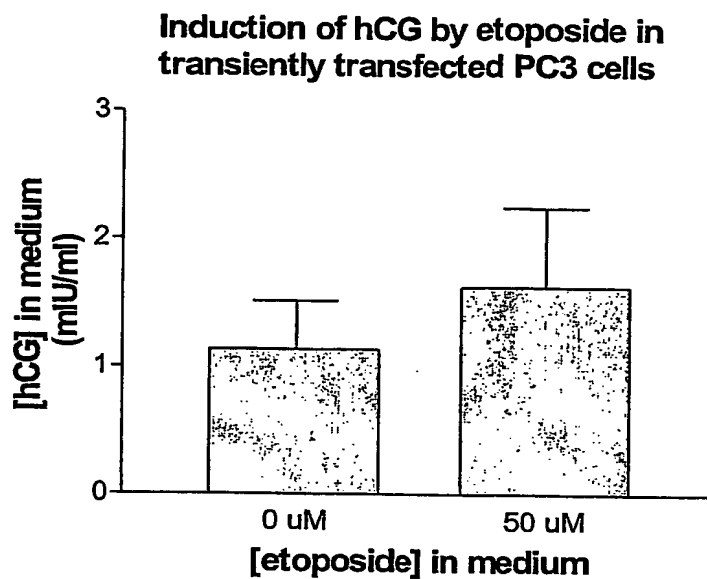 Induction of hCG by etoposide in
transiently transfected PC3 cells
[hCG] in medium
(mIU/ml)
3
2
1
0
0 uM
50 uM
[etoposide] in medium